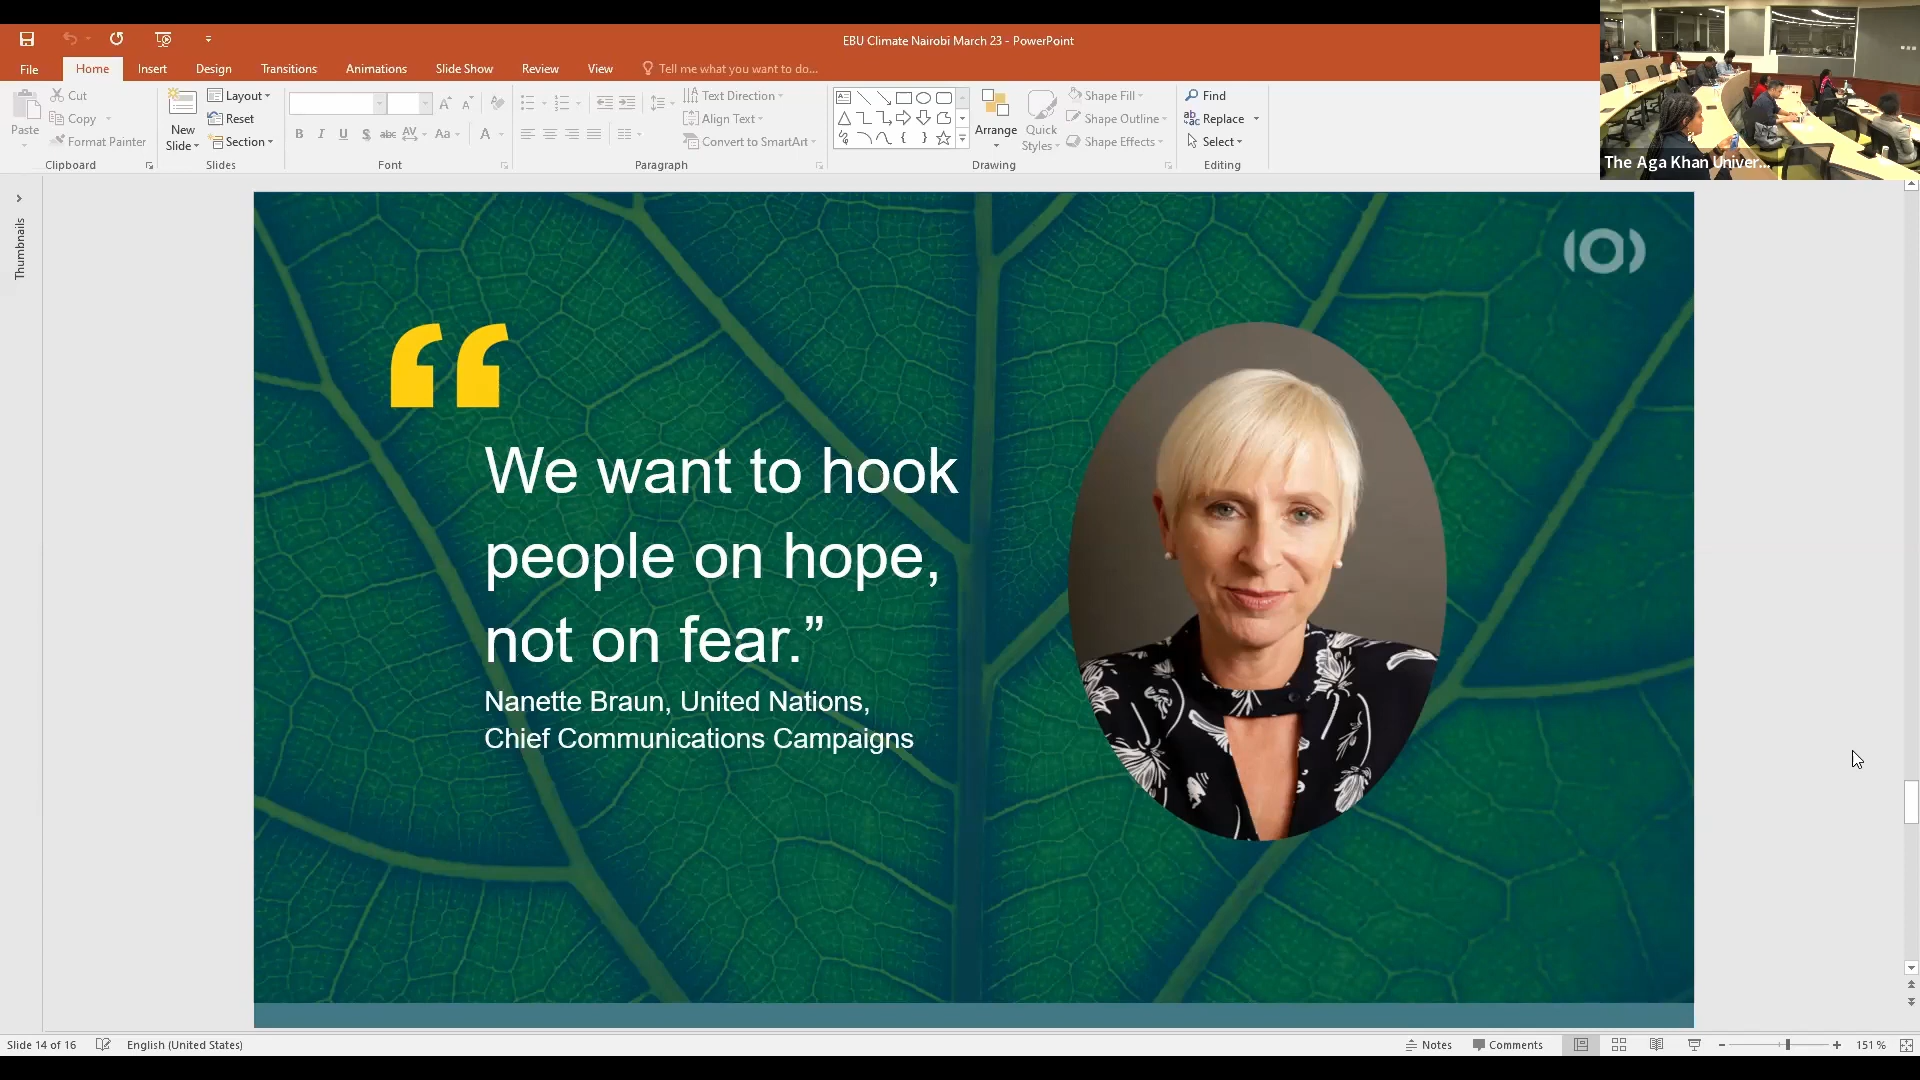 EBU Climate Nairobi March 23 - PowerPoint
File Home Insert Design Transitions Animations Slide Show Review View Tell me what you want to do...
Paste
Cut
Copy
Format Painter
Clipboard
New
Slide
Layout
Reset
Section
Slides
B I U S abc AV Aa A
Font
Text Direction
Align Text
Convert to SmartArt
Paragraph
Arrange
Quick
Styles
Shape Fill
Shape Outline
Shape Effects
Drawing
Find
Replace
Select
Editing
The Aga Khan Univer...
Thumbnails
“
We want to hook
people on hope,
not on fear.”
Nanette Braun, United Nations,
Chief Communications Campaigns
Slide 14 of 16 English (United States) Notes Comments 151 %